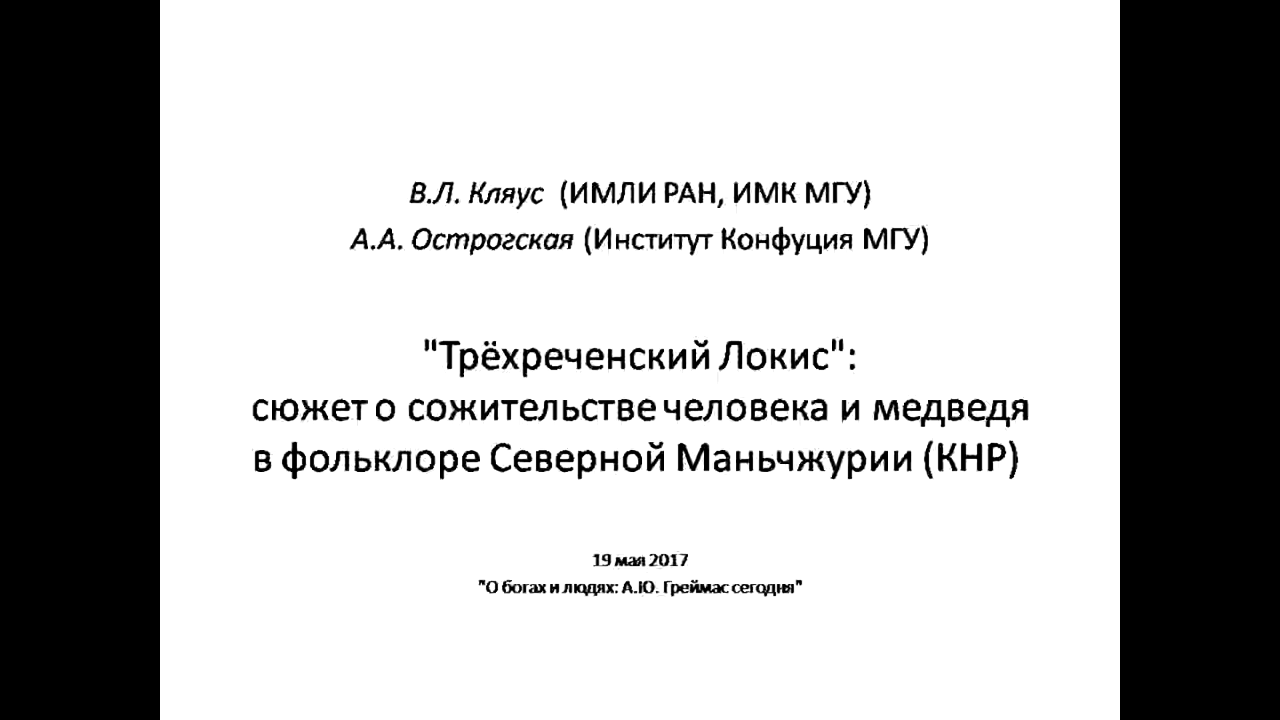 В.Л. Кляус (ИМЛИ РАН, ИМК МГУ)
А.А. Острогская (Институт Конфуция МГУ)
"Трёхреченский Локис":
сюжет о сожительстве человека и медведя
в фольклоре Северной Маньчжурии (КНР)
19 мая 2017
"О богах и людях: А.Ю. Греймас сегодня"